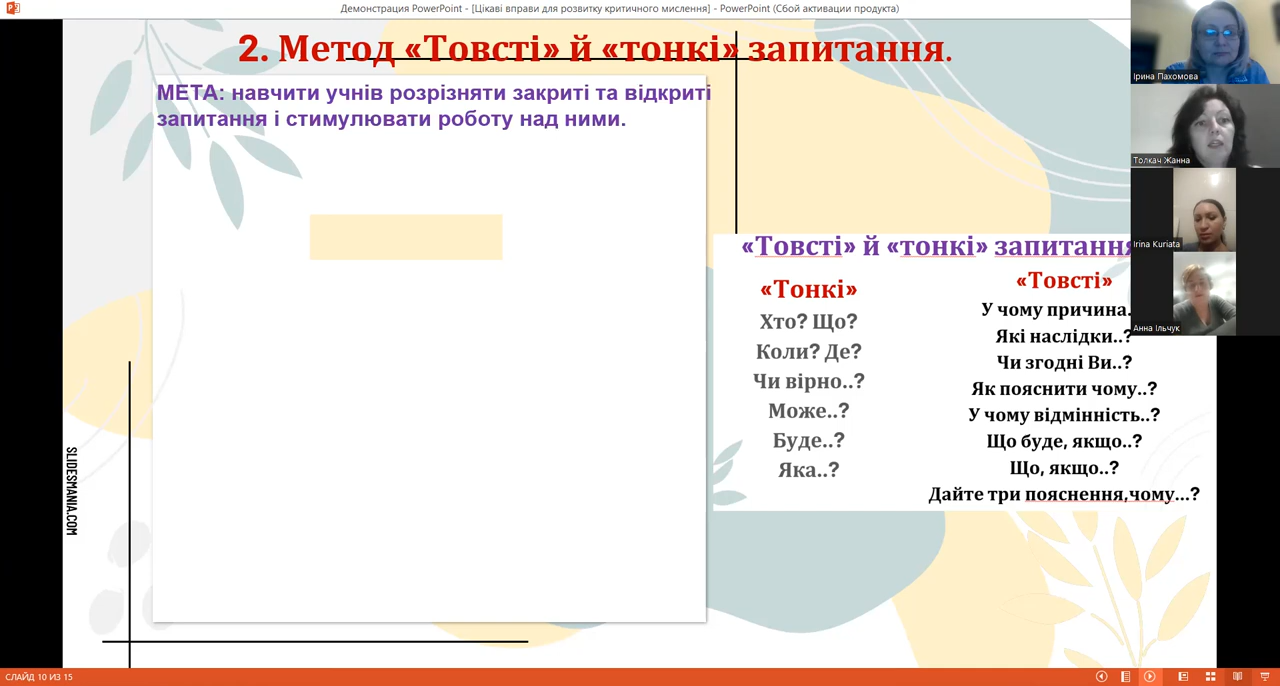 Демонстрация PowerPoint - [Цікаві вправи для розвитку критичного мислення] - PowerPoint (Сбой активации продукта)
2. Метод «Товсті» й «тонкі» запитання.
МЕТА: навчити учнів розрізняти закриті та відкриті
запитання і стимулювати роботу над ними.
«Товсті» й «тонкі» запитання
«Тонкі»
Хто? Що?
Коли? Де?
Чи вірно..?
Може..?
Буде..?
Яка..?
«Товсті»
У чому причина.
Які наслідки..?
Чи згодні Ви..?
Як пояснити чому..?
У чому відмінність..?
Що буде, якщо..?
Що, якщо..?
Дайте три пояснення,чому...?
Ірина Пахомова
Толкач Жанна
Irina Kuriata
Анна Ільчук
SLIDESMANIA.COM
СЛАЙД 10 ИЗ 15